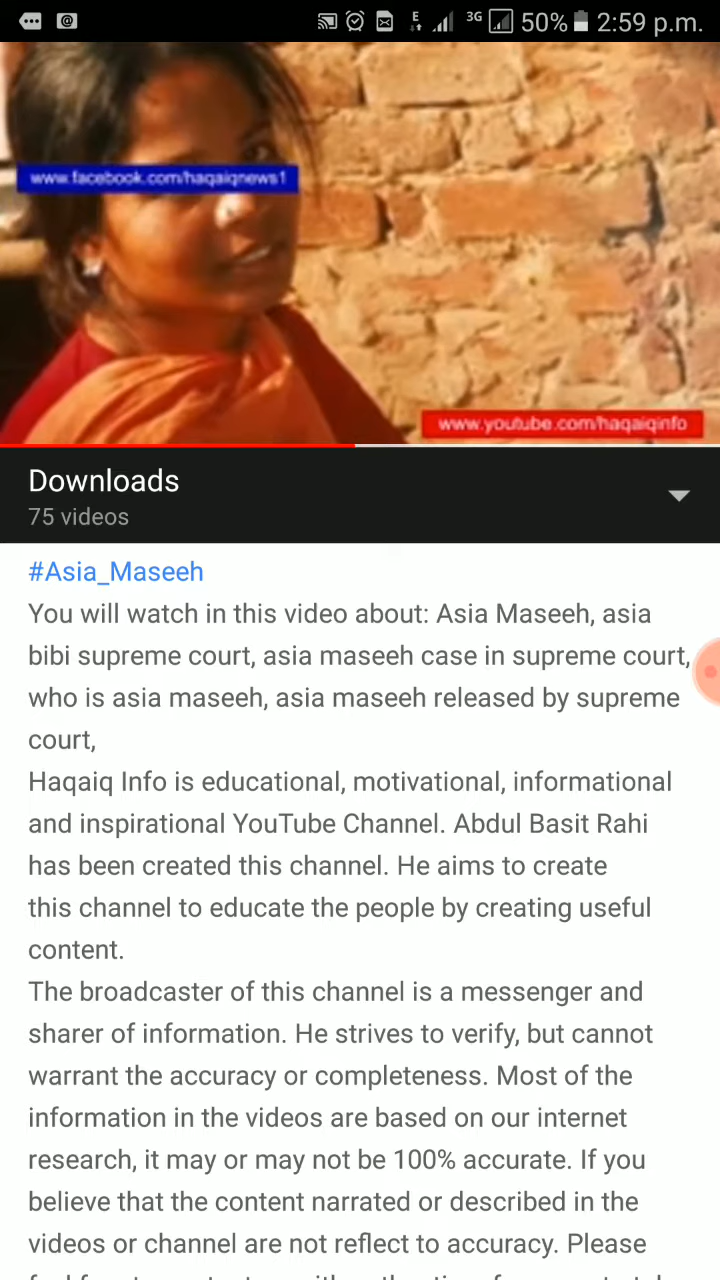 E 3G 50% 2:59 p.m.
www.facebook.com/haqaiqnews1
www.youtube.com/haqaiqinfo
Downloads
75 videos
#Asia_Maseeh
You will watch in this video about: Asia Maseeh, asia
bibi supreme court, asia maseeh case in supreme court,
who is asia maseeh, asia maseeh released by supreme
court,
Haqaiq Info is educational, motivational, informational
and inspirational YouTube Channel. Abdul Basit Rahi
has been created this channel. He aims to create
this channel to educate the people by creating useful
content.
The broadcaster of this channel is a messenger and
sharer of information. He strives to verify, but cannot
warrant the accuracy or completeness. Most of the
information in the videos are based on our internet
research, it may or may not be 100% accurate. If you
believe that the content narrated or described in the
videos or channel are not reflect to accuracy. Please